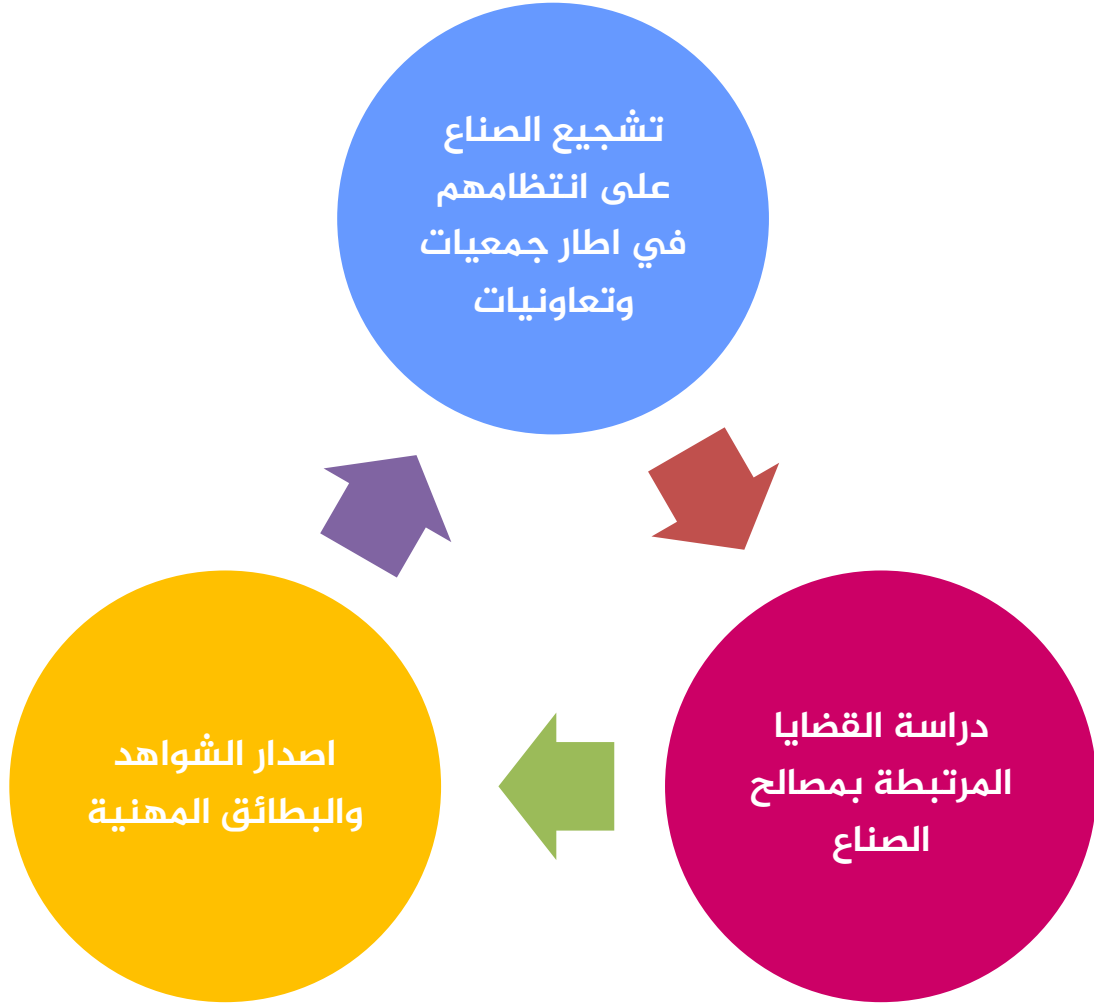 تشجيع الصناع
على انتظامهم
في اطار جمعيات
وتعاونيات
دراسة القضايا
المرتبطة بمصالح
الصناع
اصدار الشواهد
والبطائق المهنية